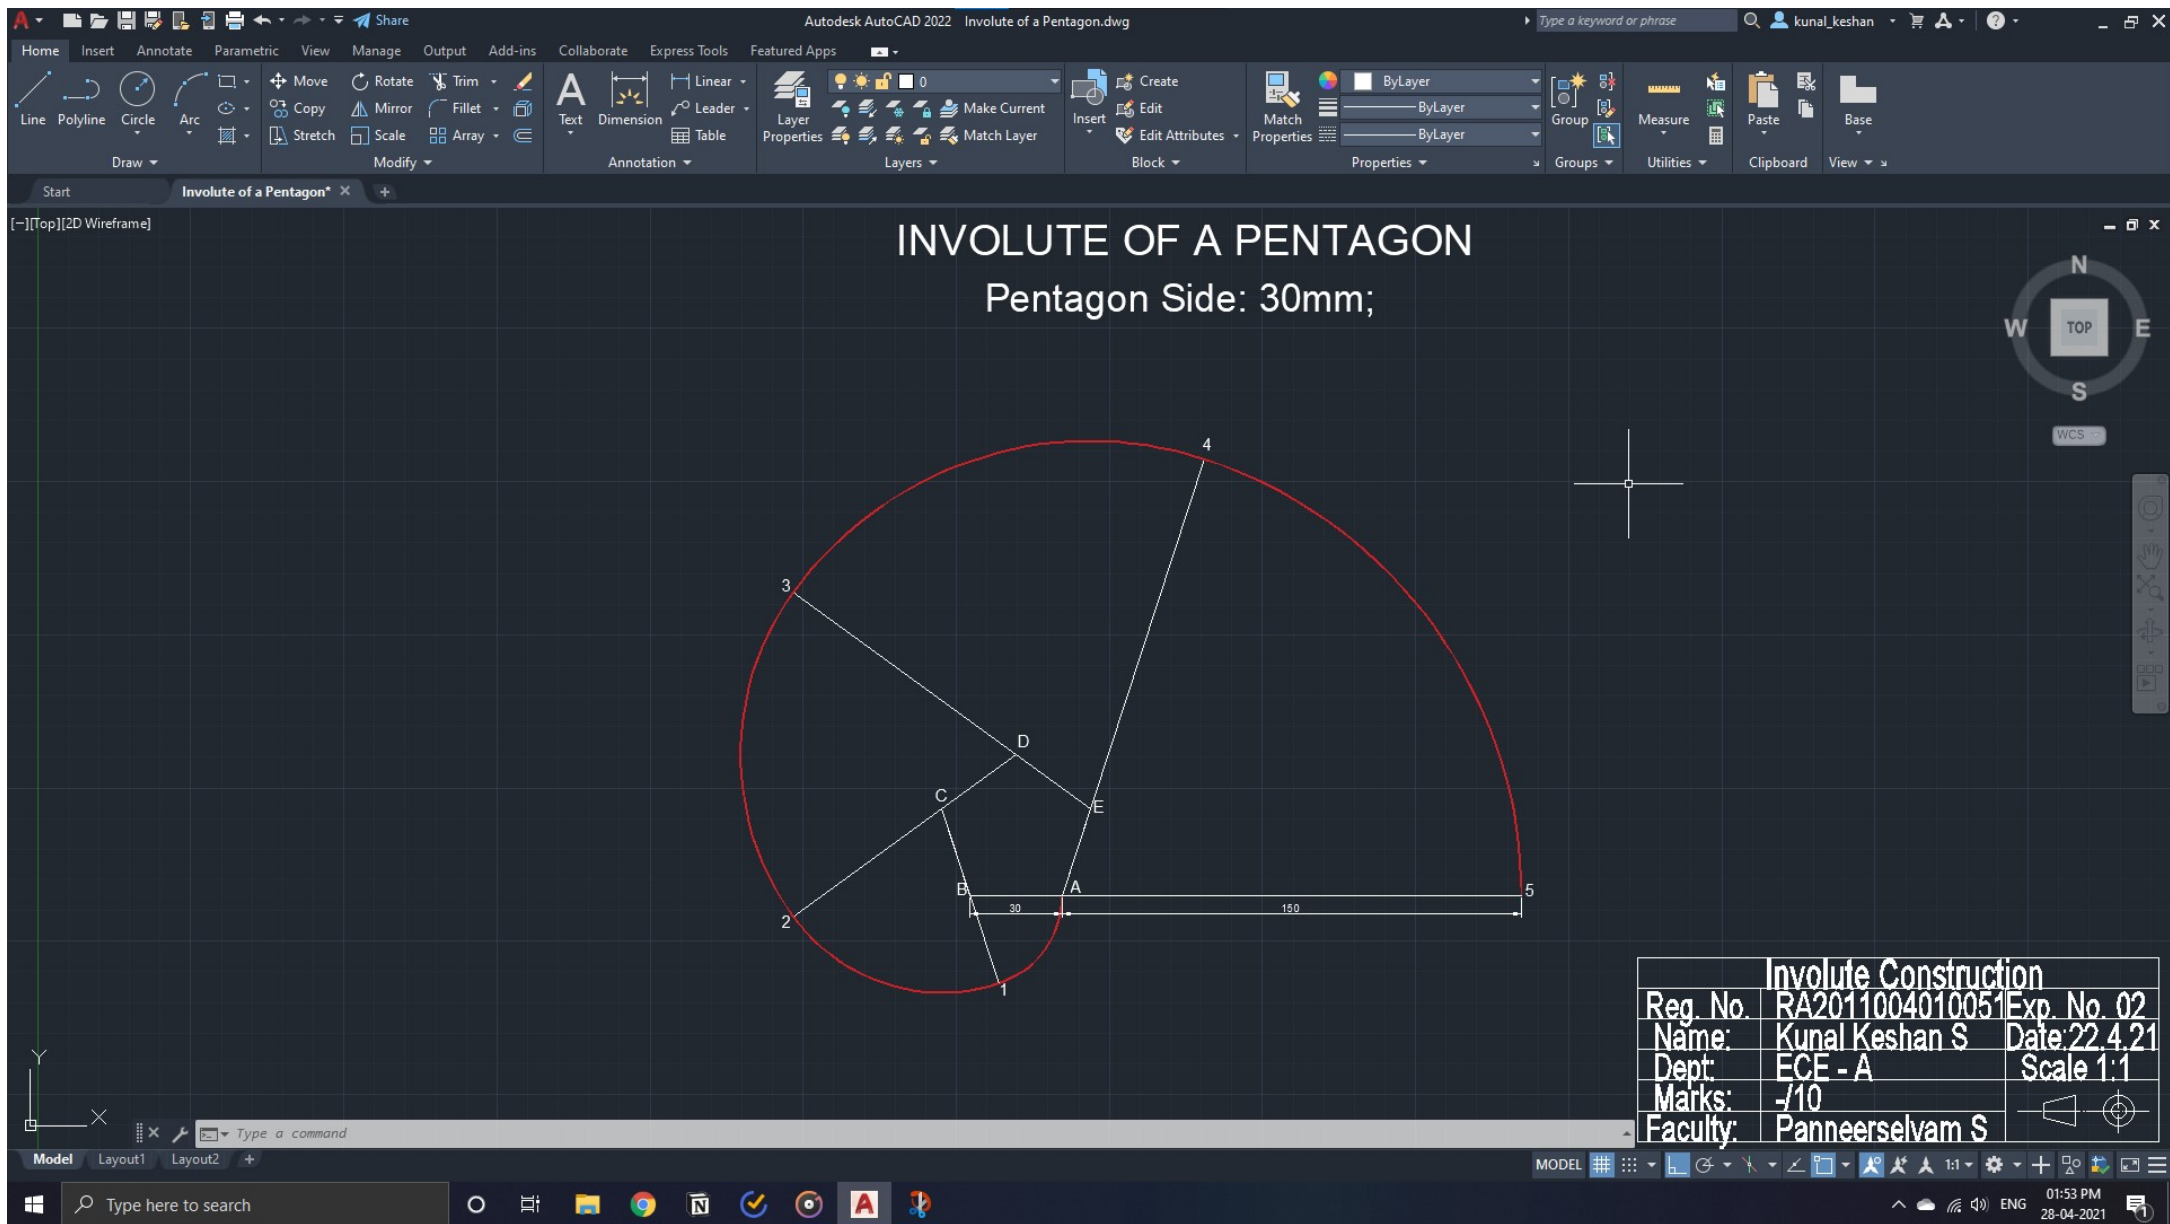 Share
Autodesk AutoCAD 2022 Involute of a Pentagon.dwg
Type a keyword or phrase
kunal_keshan
Home Insert Annotate Parametric View Manage Output Add-ins Collaborate Express Tools Featured Apps
Line Polyline Circle Arc
Move Rotate Trim
Copy Mirror Fillet
Stretch Scale Array
Text Dimension
Linear
Leader
Table
Layer Properties
0
Make Current
Match Layer
Insert
Create
Edit
Edit Attributes
Match Properties
ByLayer
ByLayer
ByLayer
Group
Measure
Paste
Base
Draw Modify Annotation Layers Block Properties Groups Utilities Clipboard View
Start Involute of a Pentagon*
[−][Top][2D Wireframe]
INVOLUTE OF A PENTAGON
Pentagon Side: 30mm;
N
W TOP E
S
WCS
4
3
D
C
E
B A 5
30 150
2
1
Involute Construction
Reg. No. RA2011004010051 Exp. No. 02
Name: Kunal Keshan S Date:22.4.21
Dept: ECE - A Scale 1:1
Marks: -/10
Faculty: Panneerselvam S
Y
X
Type a command
Model Layout1 Layout2
MODEL 1:1
Type here to search
ENG
01:53 PM
28-04-2021
1